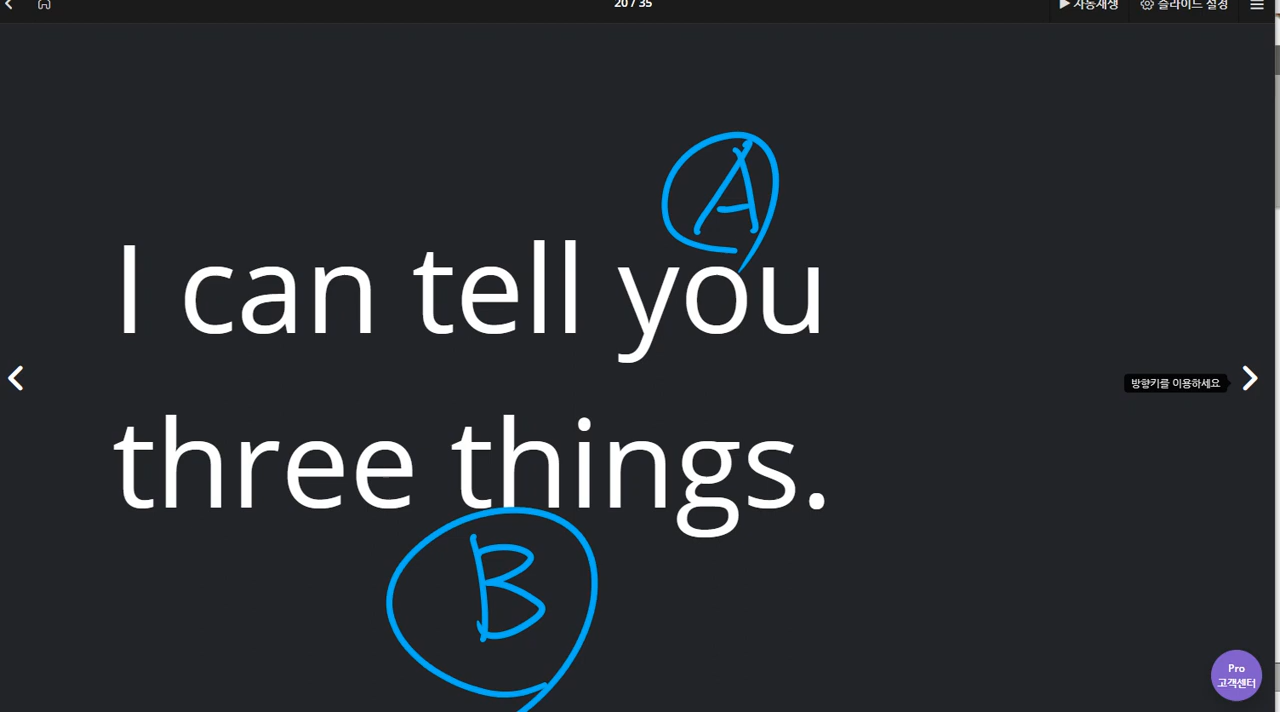 20 / 35
▶ 자동재생
슬라이드 설정
A
I can tell you
방향키를 이용하세요
three things.
B
Pro
고객센터